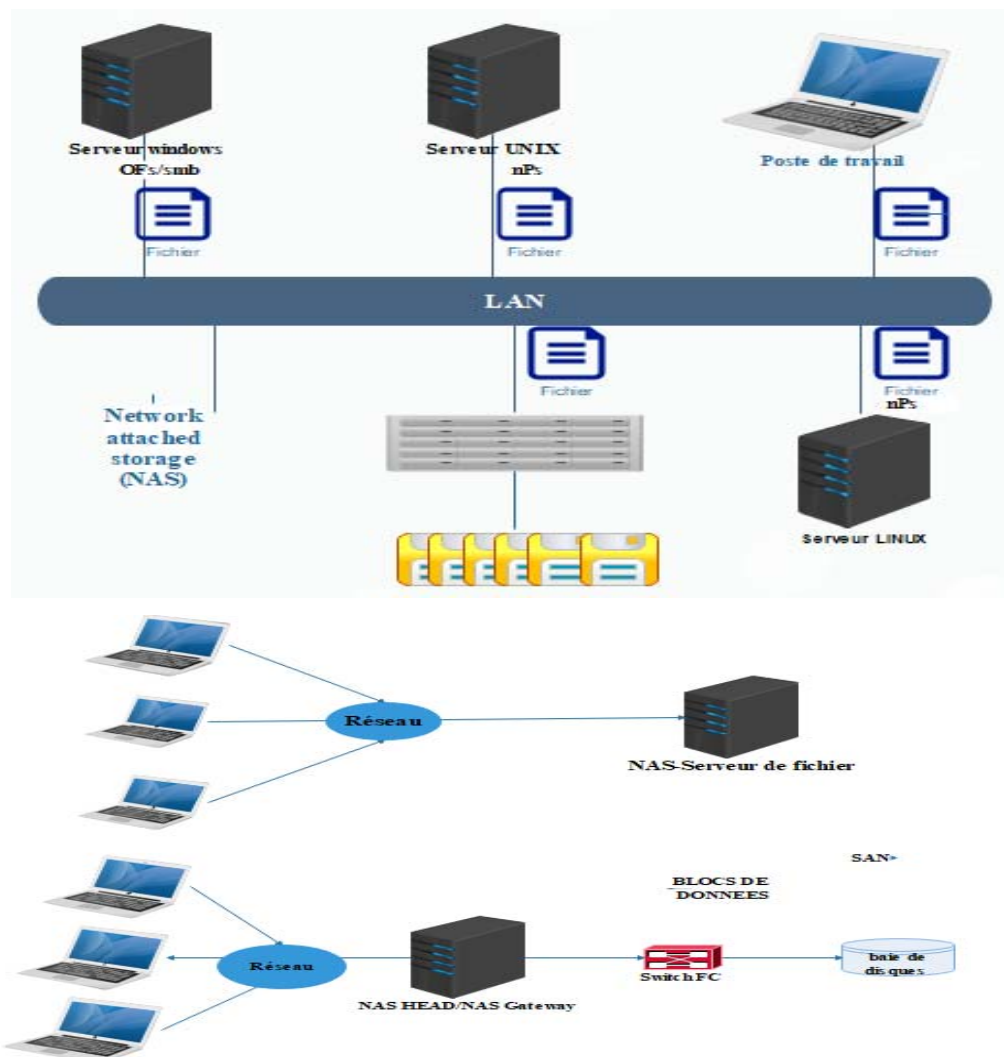 Serveur windows
OFs/smb
Serveur UNIX
nPs
Poste de travail
Fichier
Fichier
Fichier
LAN
Fichier
Fichier
nPs
Network
attached
storage
(NAS)
Serveur LINUX
Réseau
NAS-Serveur de fichier
SAN
BLOCS DE
DONNEES
Réseau
NAS HEAD/NAS Gateway
Switch FC
baie de
disques